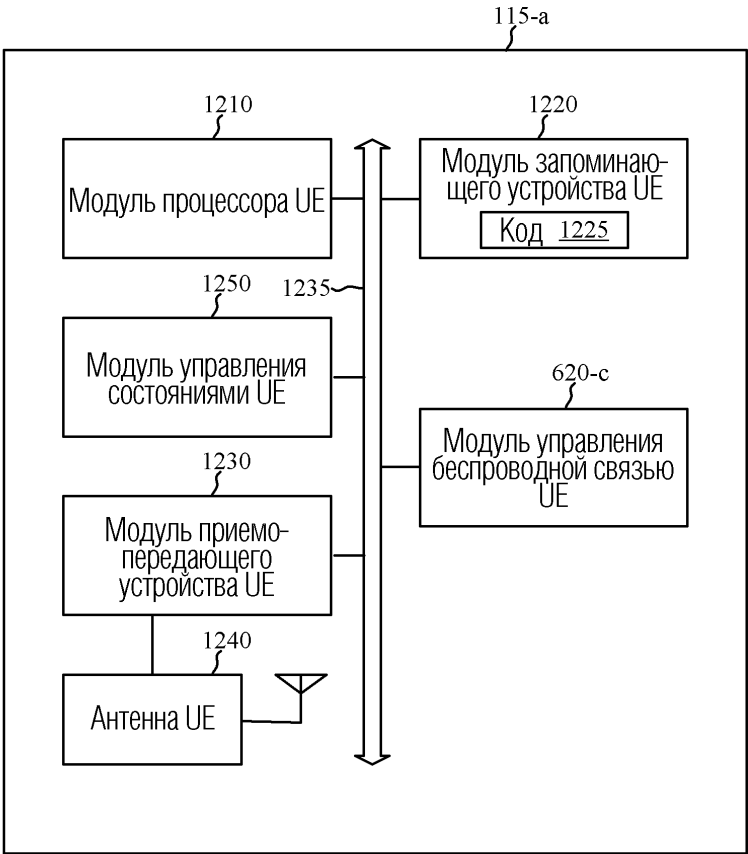 115-a
1210
Модуль процессора UE
1220
Модуль запоминаю-
щего устройства UE
Код 1225
1235
1250
Модуль управления
состояниями UE
620-c
Модуль управления
беспроводной связью
UE
1230
Модуль приемо-
передающего
устройства UE
1240
Антенна UE